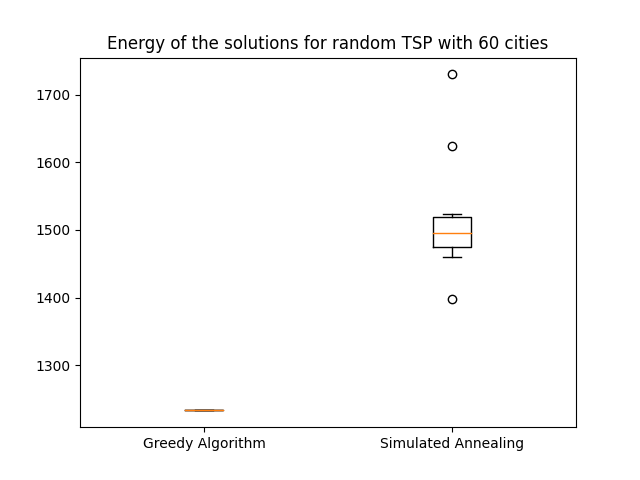 Energy of the solutions for random TSP with 60 cities
1700
1600
1500
1400
1300
Greedy Algorithm
Simulated Annealing